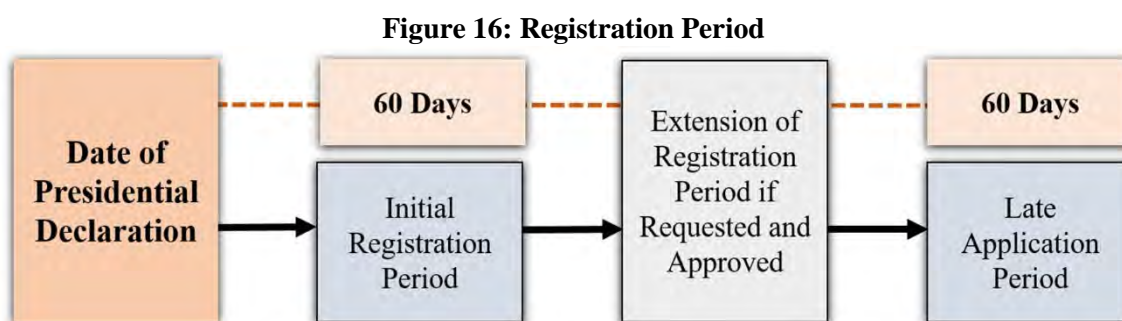 Figure 16: Registration Period
Date of
Presidential
Declaration
60 Days
Initial
Registration
Period
Extension of
Registration
Period if
Requested and
Approved
60 Days
Late
Application
Period